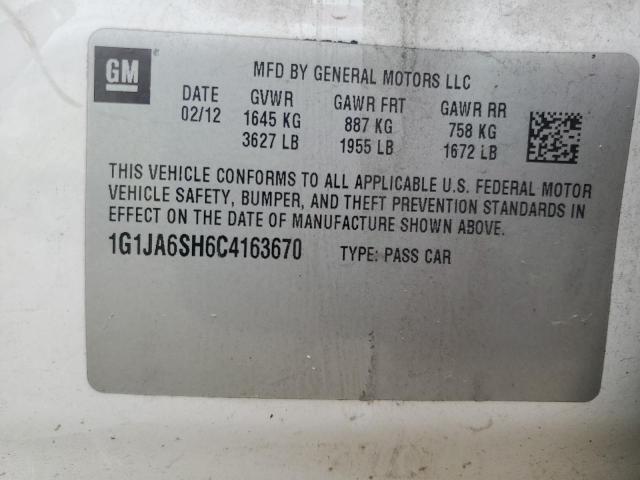 GM
MFD BY GENERAL MOTORS LLC
DATE GVWR GAWR FRT GAWR RR
02/12 1645 KG 887 KG 758 KG
3627 LB 1955 LB 1672 LB
THIS VEHICLE CONFORMS TO ALL APPLICABLE U.S. FEDERAL MOTOR
VEHICLE SAFETY, BUMPER, AND THEFT PREVENTION STANDARDS IN
EFFECT ON THE DATE OF MANUFACTURE SHOWN ABOVE.
1G1JA6SH6C4163670 TYPE: PASS CAR